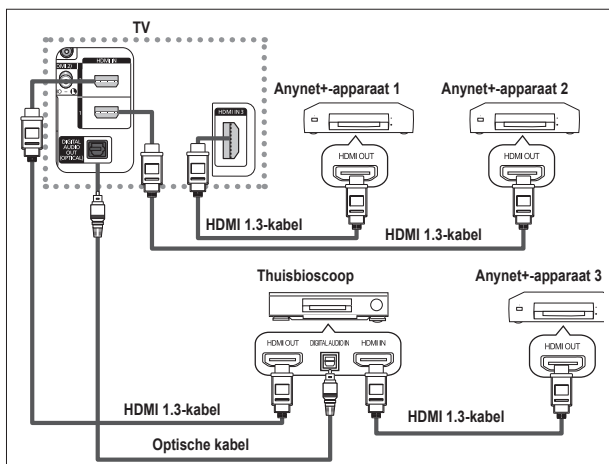 TV
HDMI IN
DIGITAL
AUDIO
OUT
(OPTICAL)
HDMI IN 3
Anynet+-apparaat 1
Anynet+-apparaat 2
HDMI OUT
HDMI OUT
HDMI 1.3-kabel
HDMI 1.3-kabel
Thuisbioscoop
Anynet+-apparaat 3
HDMI OUT
DIGITAL AUDIO IN
HDMI IN
HDMI OUT
HDMI 1.3-kabel
HDMI 1.3-kabel
Optische kabel